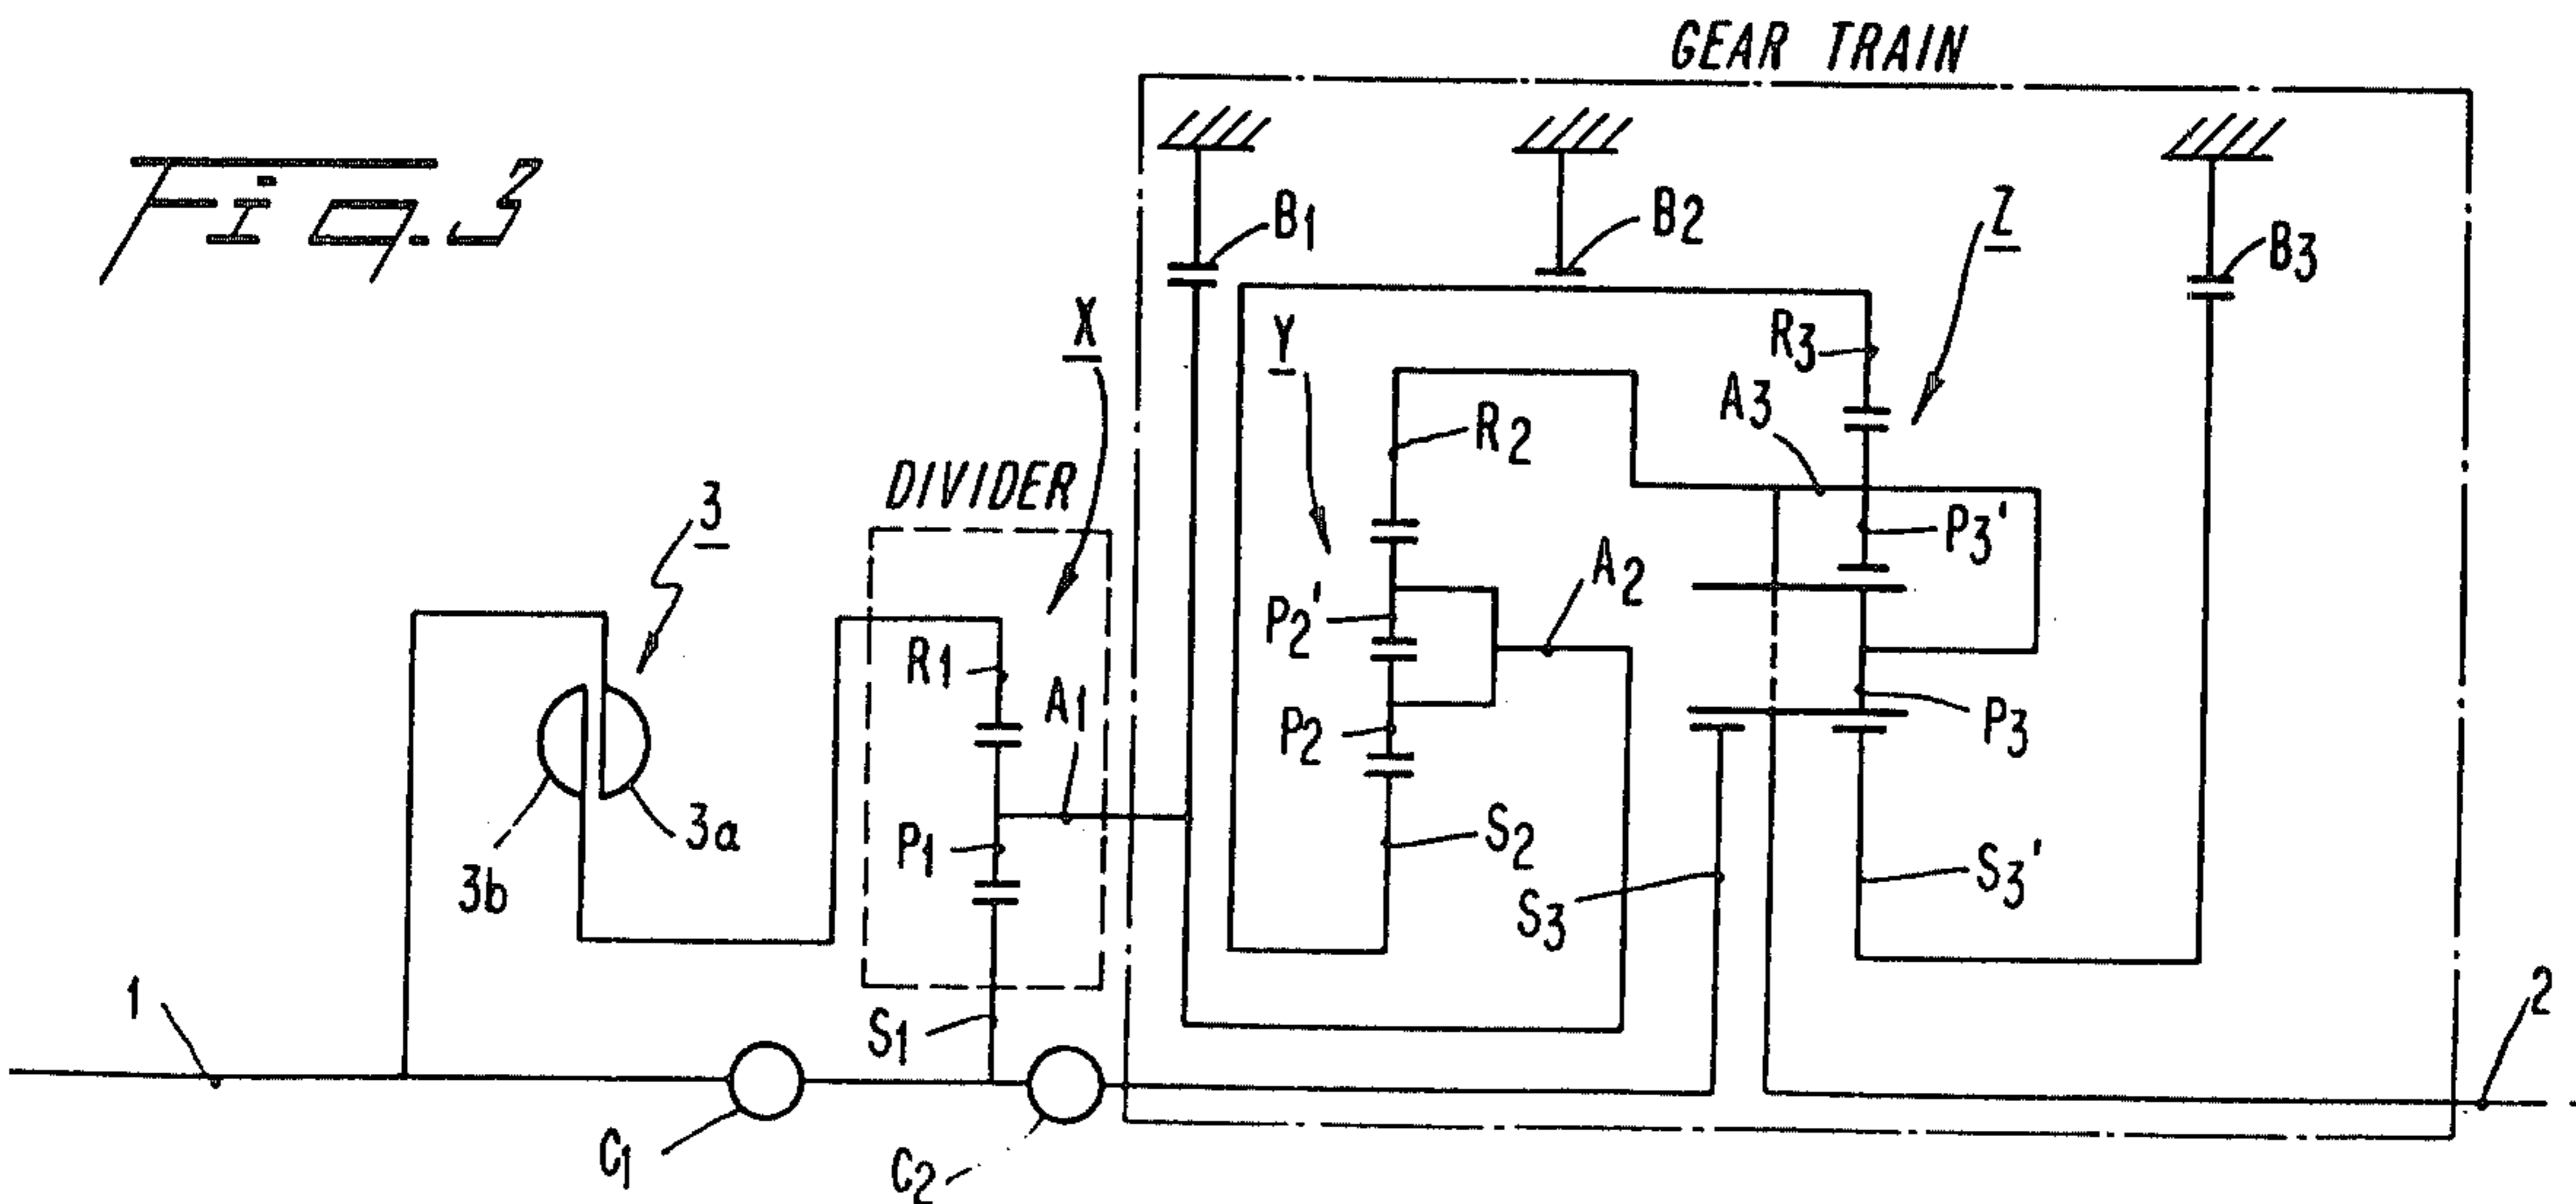 GEAR TRAIN
Fig. 3
B1
B2
Z
B3
X
Y
R3
A3
R2
DIVIDER
3
P3'
A2
P2'
R1
A1
P2
P3
3a
P1
S2
3b
S3
S3'
1
2
S1
C1
C2